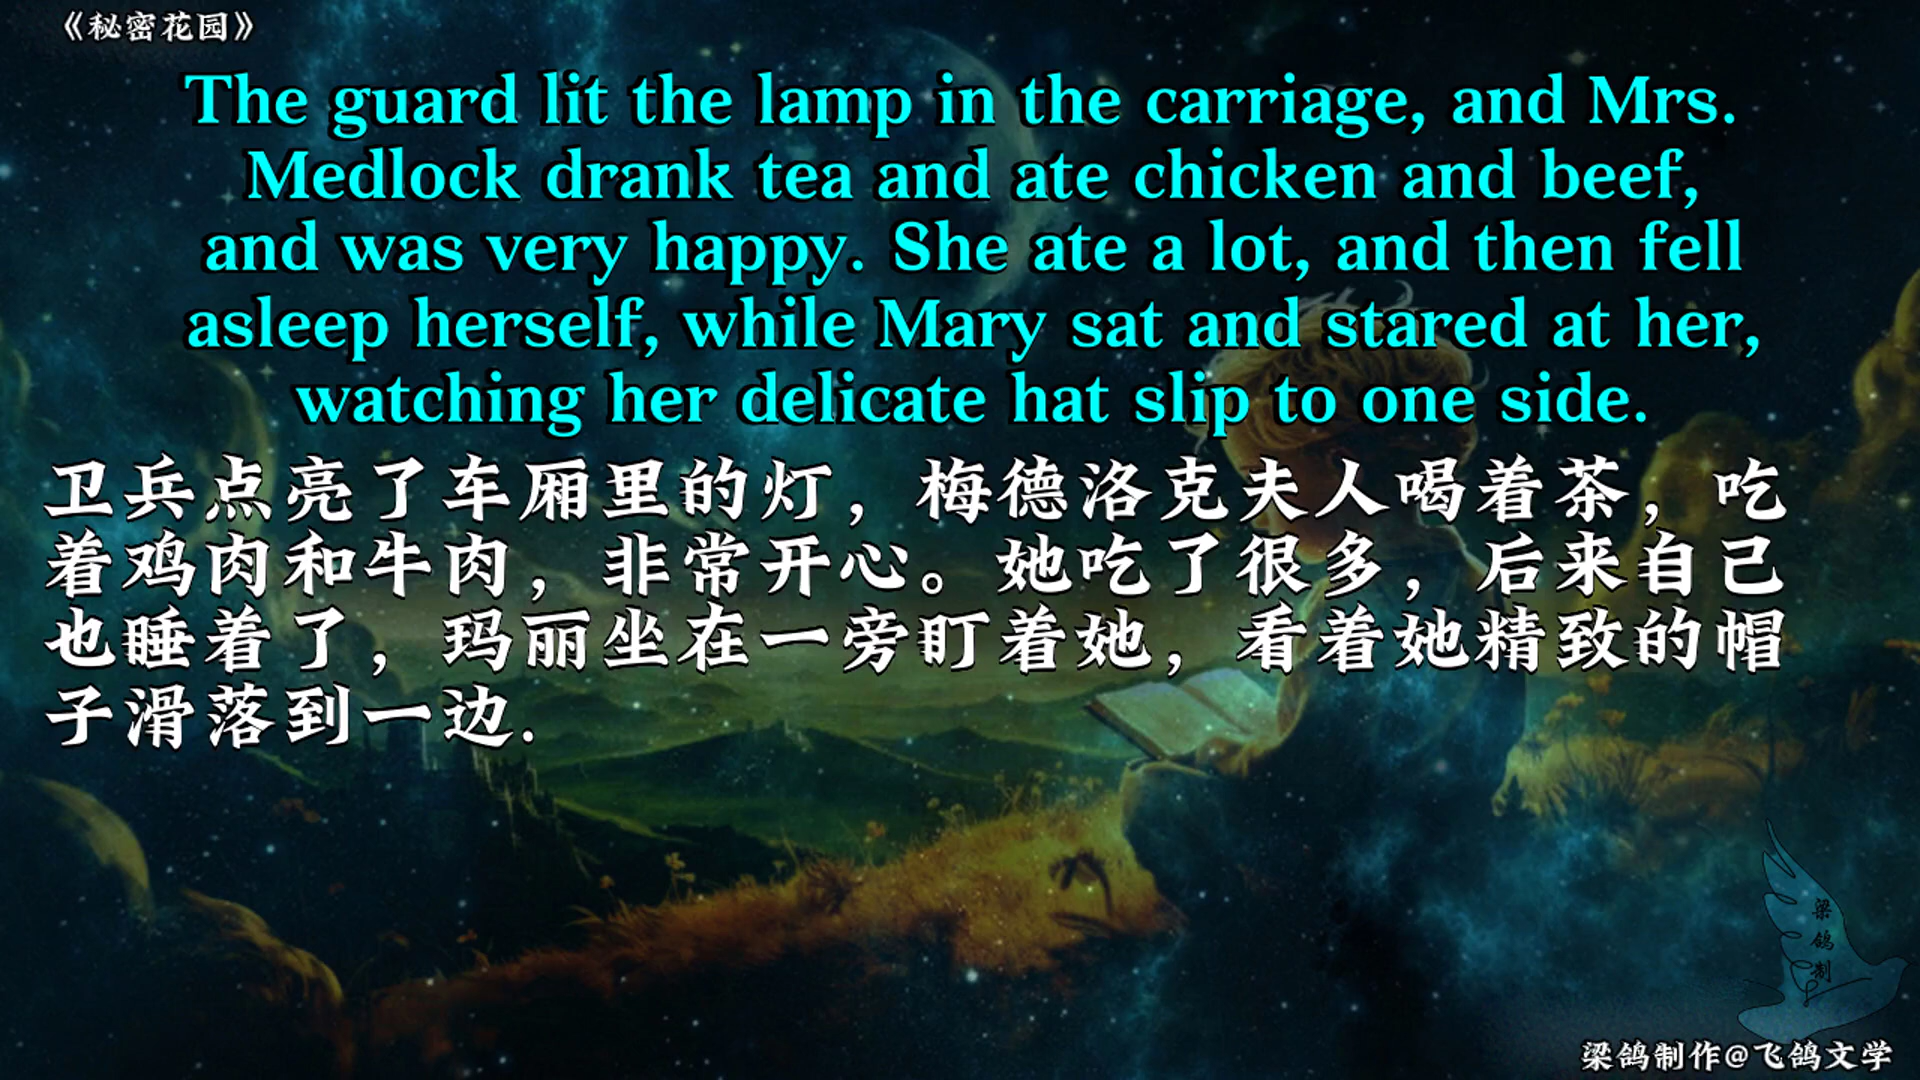 《秘密花园》
The guard lit the lamp in the carriage, and Mrs.
Medlock drank tea and ate chicken and beef,
and was very happy. She ate a lot, and then fell
asleep herself, while Mary sat and stared at her,
watching her delicate hat slip to one side.
卫兵点亮了车厢里的灯，梅德洛克夫人喝着茶，吃
着鸡肉和牛肉，非常开心。她吃了很多，后来自己
也睡着了，玛丽坐在一旁盯着她，看着她精致的帽
子滑落到一边.
梁
鸽
制
梁鸽制作@飞鸽文学